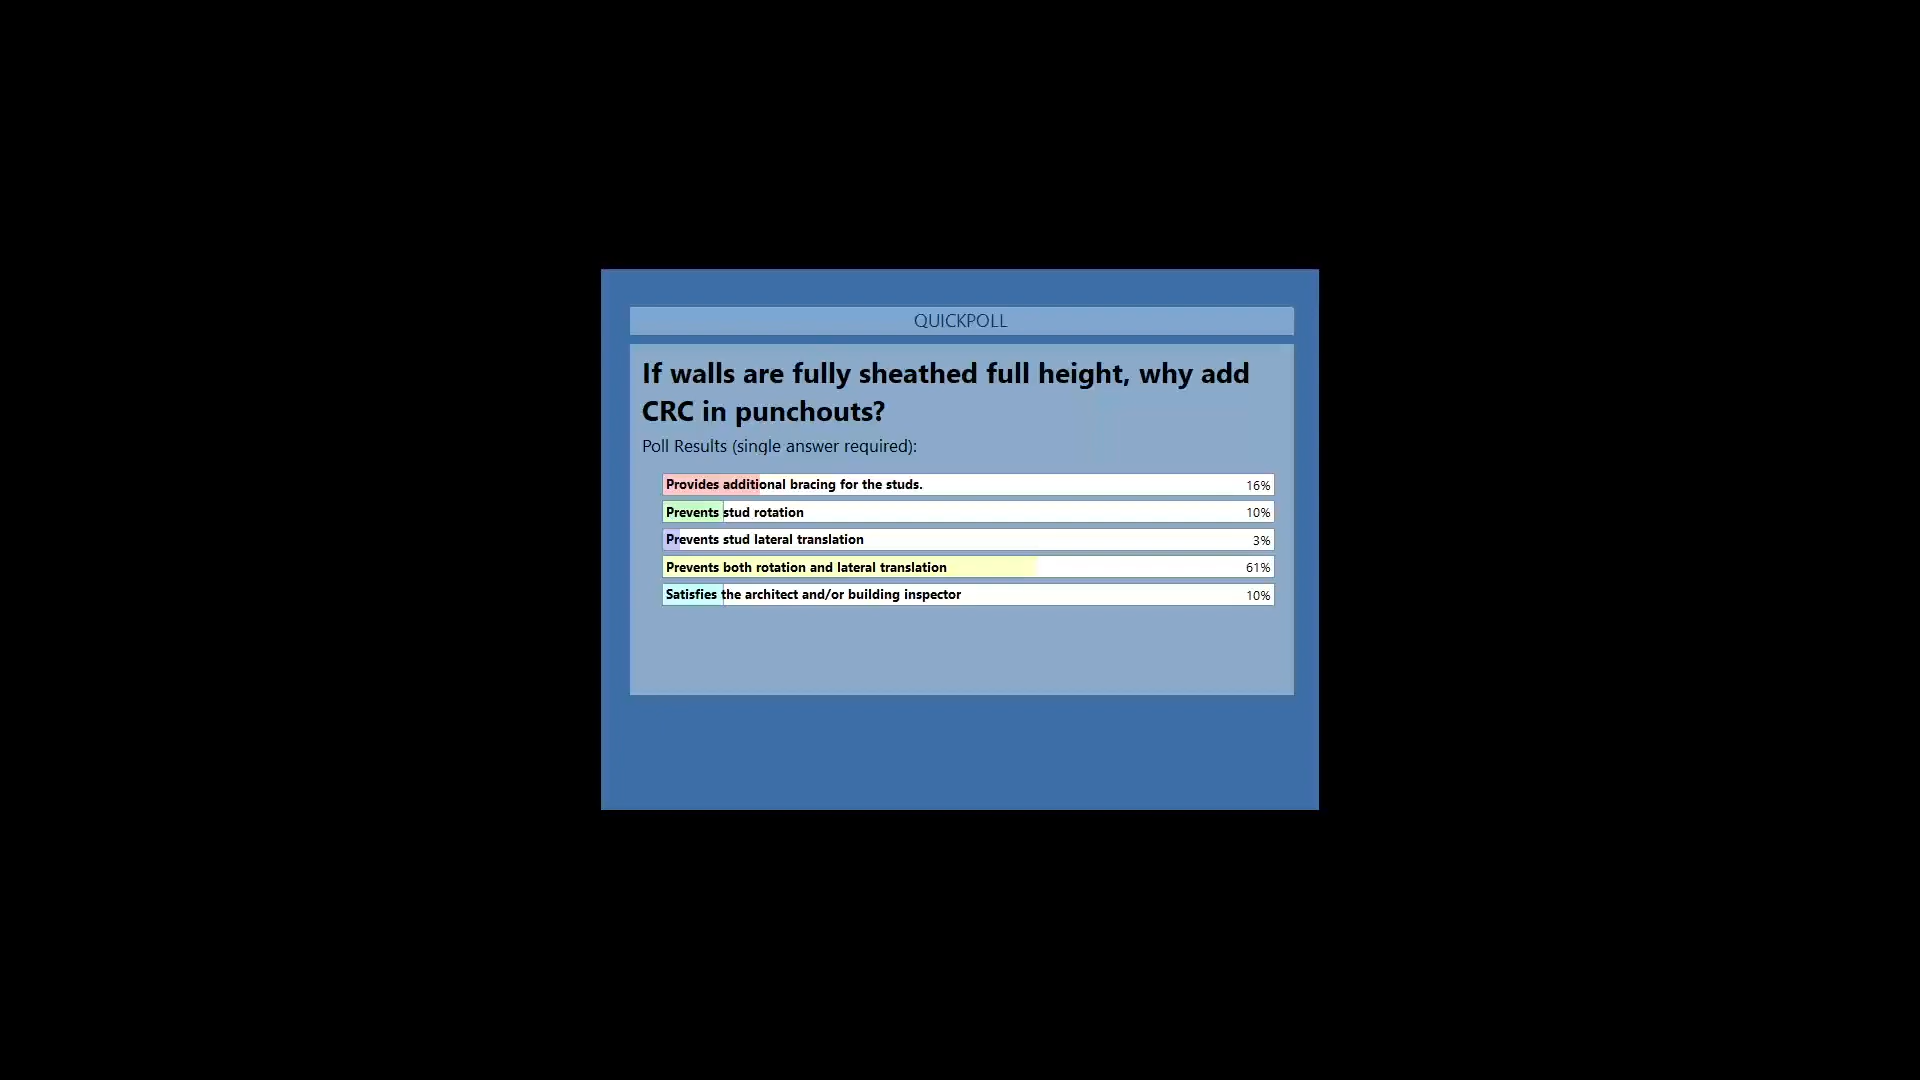 QUICKPOLL
If walls are fully sheathed full height, why add
CRC in punchouts?
Poll Results (single answer required):
Provides additional bracing for the studs. 16%
Prevents stud rotation 10%
Prevents stud lateral translation 3%
Prevents both rotation and lateral translation 61%
Satisfies the architect and/or building inspector 10%